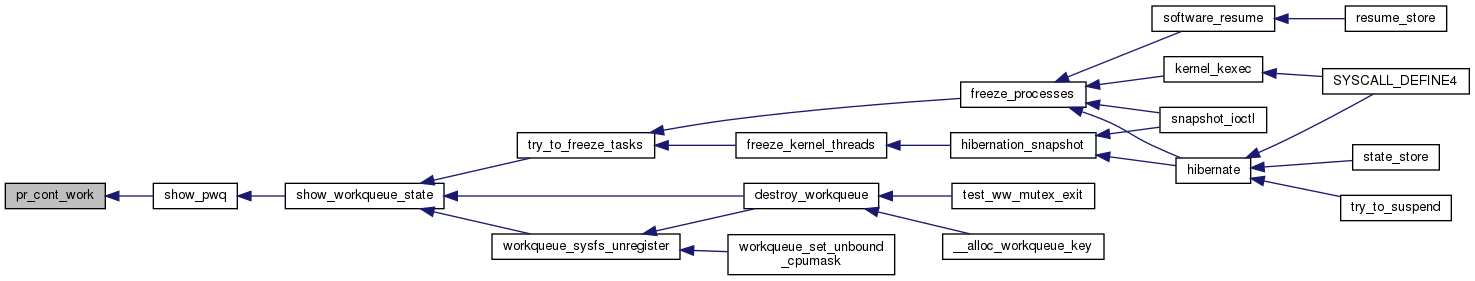 software_resume
resume_store
kernel_kexec
SYSCALL_DEFINE4
freeze_processes
snapshot_ioctl
try_to_freeze_tasks
freeze_kernel_threads
hibernation_snapshot
state_store
hibernate
pr_cont_work
show_pwq
show_workqueue_state
destroy_workqueue
test_ww_mutex_exit
try_to_suspend
workqueue_sysfs_unregister
workqueue_set_unbound
_cpumask
__alloc_workqueue_key